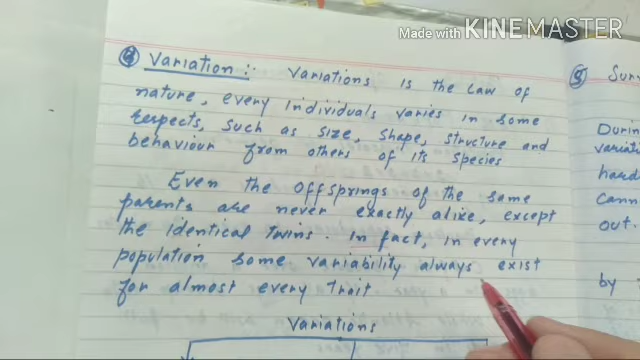 Made with KINEMASTER
④ Variation :- Variations is the Law of
nature, every individuals varies in some
respects, such as size, shape, structure and
behaviour from others of its species
Even the offsprings of the same
parents are never exactly alike, except
the identical twins. In fact, in every
population some variability always exist
for almost every trait
Variations
⑤ Surv
Durin
variati
hard
cann
out.
by